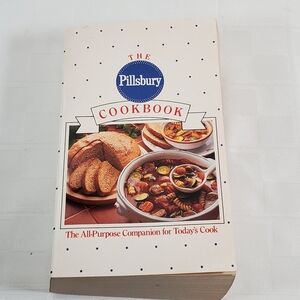 THE
Pillsbury
COOKBOOK
The All-Purpose Companion for Today's Cook